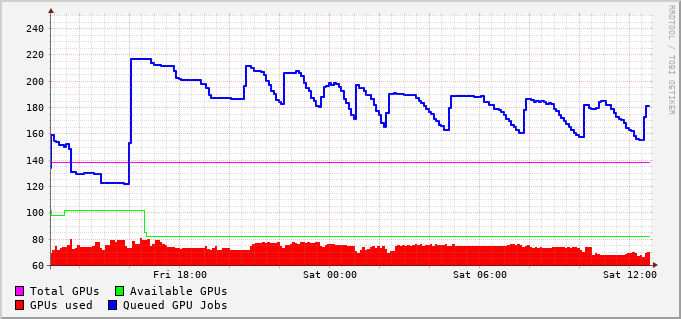 240
220
200
180
160
140
120
100
80
60
Fri 18:00 Sat 00:00 Sat 06:00 Sat 12:00
Total GPUs Available GPUs
GPUs used Queued GPU Jobs
RRDTOOL / TOBI OETIKER